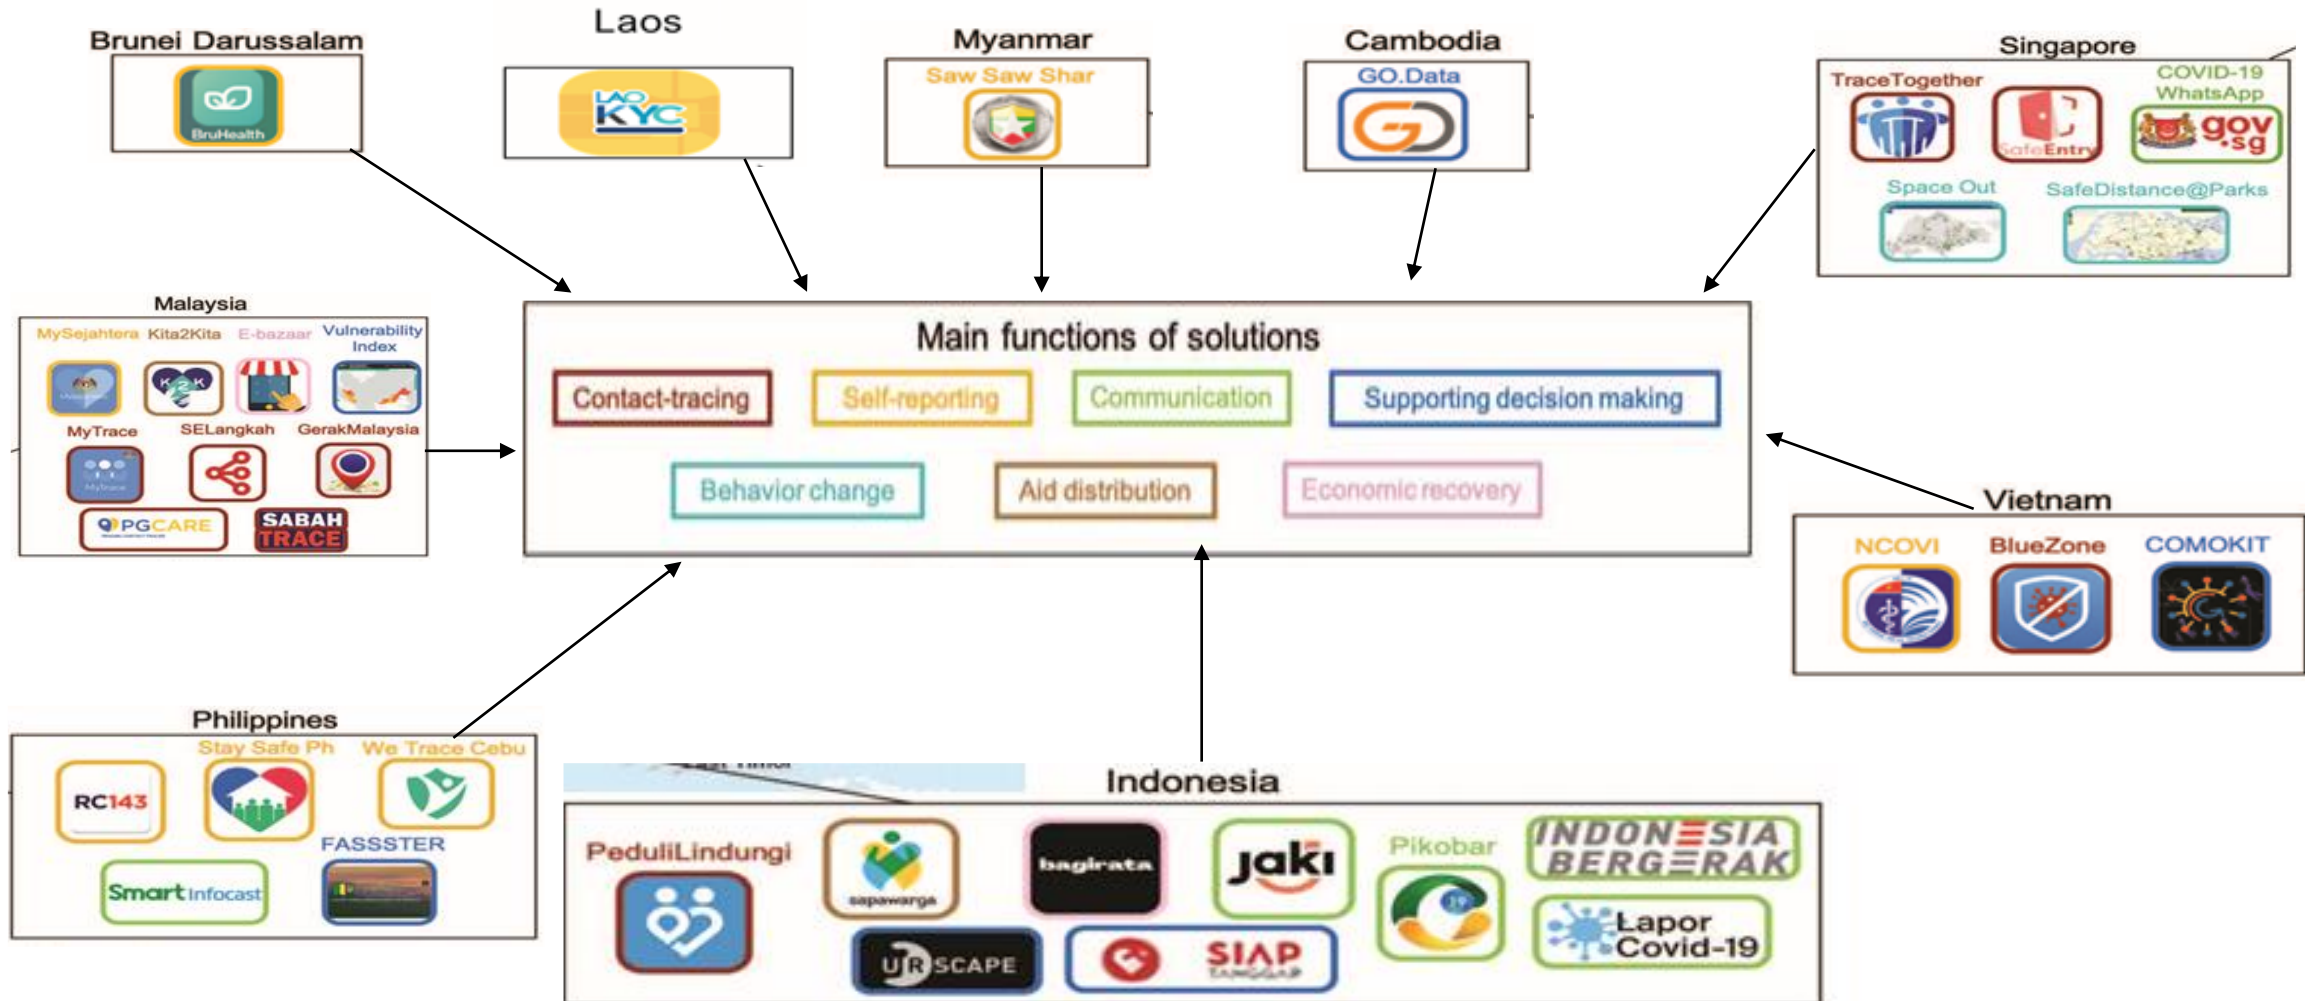 Brunei Darussalam
BruHealth
Laos
LAO
KYC
Myanmar
Saw Saw Shar
Cambodia
GO.Data
Singapore
TraceTogether
SafeEntry
COVID-19
WhatsApp
gov
.sg
Space Out
SafeDistance@Parks
Malaysia
MySejahtera
Kita2Kita
E-bazaar
Vulnerability
Index
K2K
MyTrace
SELangkah
GerakMalaysia
MyTrace
PGCARE
SABAH
TRACE
Main functions of solutions
Contact-tracing
Self-reporting
Communication
Supporting decision making
Behavior change
Aid distribution
Economic recovery
Vietnam
NCOVI
BlueZone
COMOKIT
Philippines
RC143
Stay Safe Ph
We Trace Cebu
Smart Infocast
FASSSTER
Indonesia
PeduliLindungi
sapawarga
bagirata
jaki
Pikobar
19
INDONESIA
BERGERAK
URSCAPE
SIAP
TANGGAP
Lapor
Covid-19